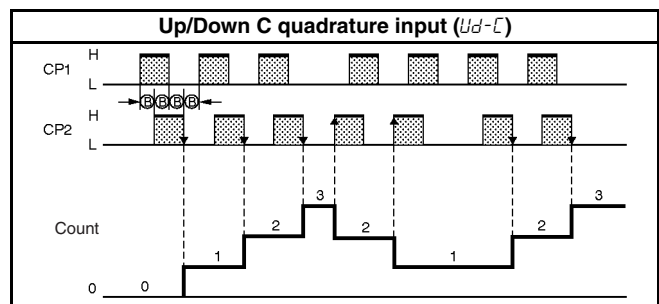 Up/Down C quadrature input (Ud-C)
H
CP1
L
B B B B
H
CP2
L
3
3
2
2
2
Count
1
1
0
0